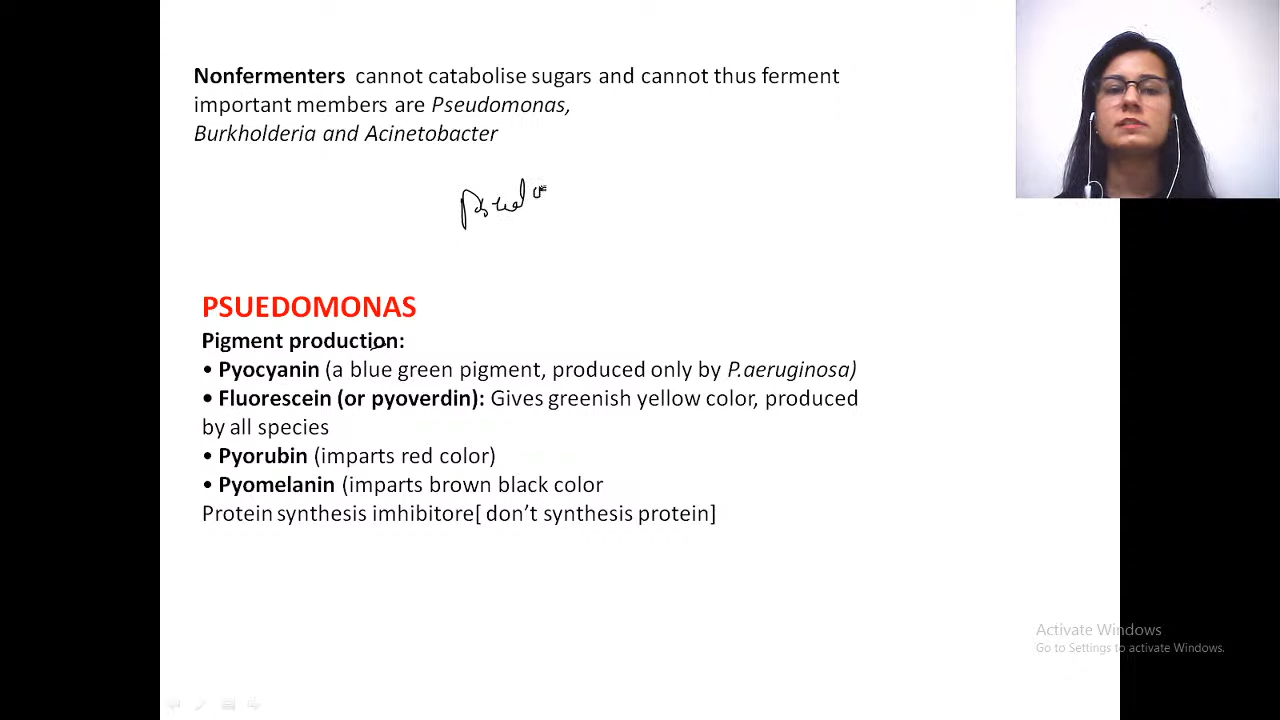 Nonfermenters cannot catabolise sugars and cannot thus ferment
important members are Pseudomonas,
Burkholderia and Acinetobacter
Psudo
PSUEDOMONAS
Pigment production:
• Pyocyanin (a blue green pigment, produced only by P.aeruginosa)
• Fluorescein (or pyoverdin): Gives greenish yellow color, produced
by all species
• Pyorubin (imparts red color)
• Pyomelanin (imparts brown black color
Protein synthesis imhibitore[ don’t synthesis protein]
Activate Windows
Go to Settings to activate Windows.